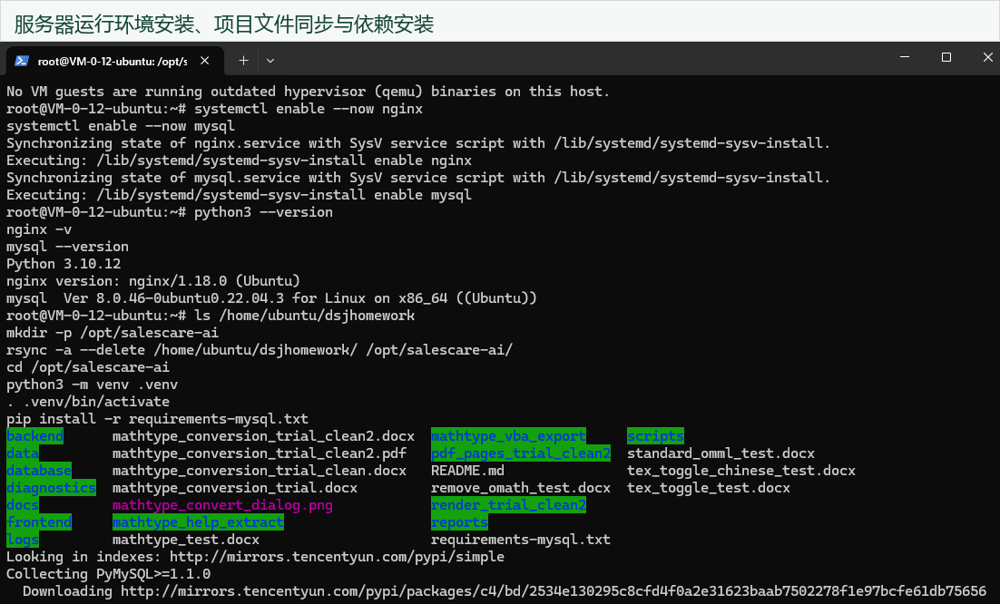 服务器运行环境安装、项目文件同步与依赖安装
root@VM-0-12-ubuntu: /opt/s
No VM guests are running outdated hypervisor (qemu) binaries on this host.
root@VM-0-12-ubuntu:~# systemctl enable --now nginx
systemctl enable --now mysql
Synchronizing state of nginx.service with SysV service script with /lib/systemd/systemd-sysv-install.
Executing: /lib/systemd/systemd-sysv-install enable nginx
Synchronizing state of mysql.service with SysV service script with /lib/systemd/systemd-sysv-install.
Executing: /lib/systemd/systemd-sysv-install enable mysql
root@VM-0-12-ubuntu:~# python3 --version
nginx -v
mysql --version
Python 3.10.12
nginx version: nginx/1.18.0 (Ubuntu)
mysql  Ver 8.0.46-0ubuntu0.22.04.3 for Linux on x86_64 ((Ubuntu))
root@VM-0-12-ubuntu:~# ls /home/ubuntu/dsjhomework
mkdir -p /opt/salescare-ai
rsync -a --delete /home/ubuntu/dsjhomework/ /opt/salescare-ai/
cd /opt/salescare-ai
python3 -m venv .venv
. .venv/bin/activate
pip install -r requirements-mysql.txt
backend      mathtype_conversion_trial_clean2.docx  mathtype_vba_export     scripts
data         mathtype_conversion_trial_clean2.pdf   pdf_pages_trial_clean2  standard_omml_test.docx
database     mathtype_conversion_trial_clean.docx   README.md               tex_toggle_chinese_test.docx
diagnostics  mathtype_conversion_trial.docx         remove_omath_test.docx  tex_toggle_test.docx
docs         mathtype_convert_dialog.png            render_trial_clean2
frontend     mathtype_help_extract                  reports
logs         mathtype_test.docx                     requirements-mysql.txt
Looking in indexes: http://mirrors.tencentyun.com/pypi/simple
Collecting PyMySQL>=1.1.0
  Downloading http://mirrors.tencentyun.com/pypi/packages/c4/bd/2534e130295c8cfd4f0a2e31623baab7502278f1e97bcfe61db75656